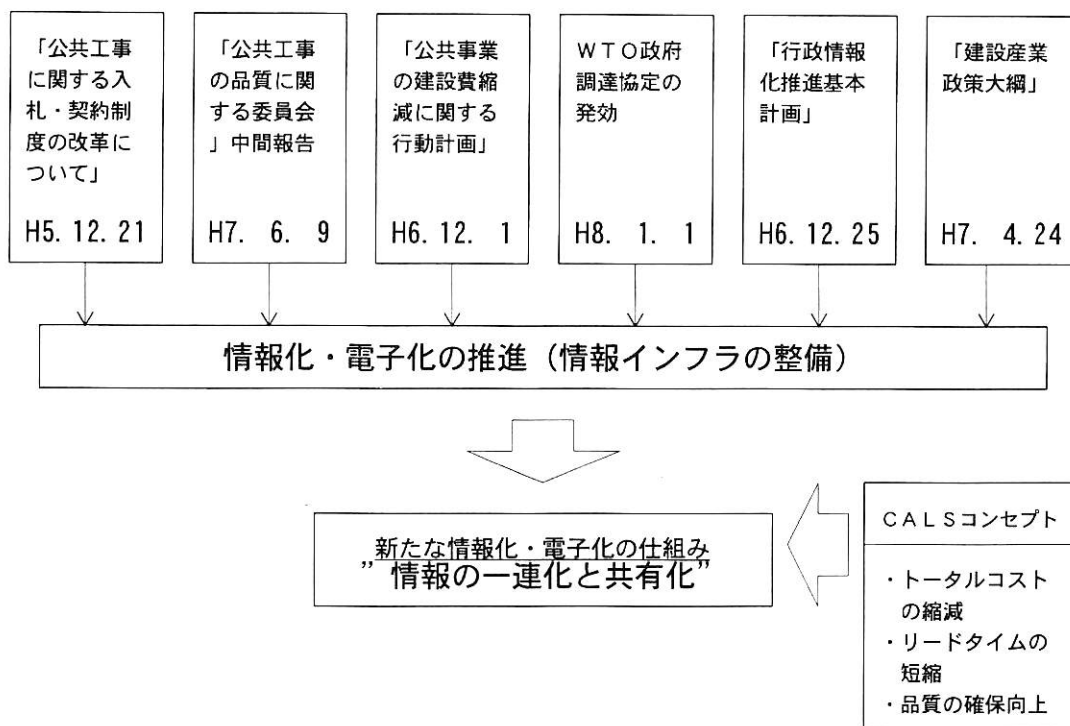 「公共工事
に関する入
札・契約制
度の改革に
ついて」
H5. 12. 21
「公共工事
の品質に関
する委員会
」中間報告
H7. 6. 9
「公共事業
の建設費縮
減に関する
行動計画」
H6. 12. 1
WTO政府
調達協定の
発効
H8. 1. 1
「行政情報
化推進基本
計画」
H6. 12. 25
「建設産業
政策大綱」
H7. 4. 24
情報化・電子化の推進（情報インフラの整備）
新たな情報化・電子化の仕組み
”情報の一連化と共有化”
CALSコンセプト
・トータルコスト
の縮減
・リードタイムの
短縮
・品質の確保向上